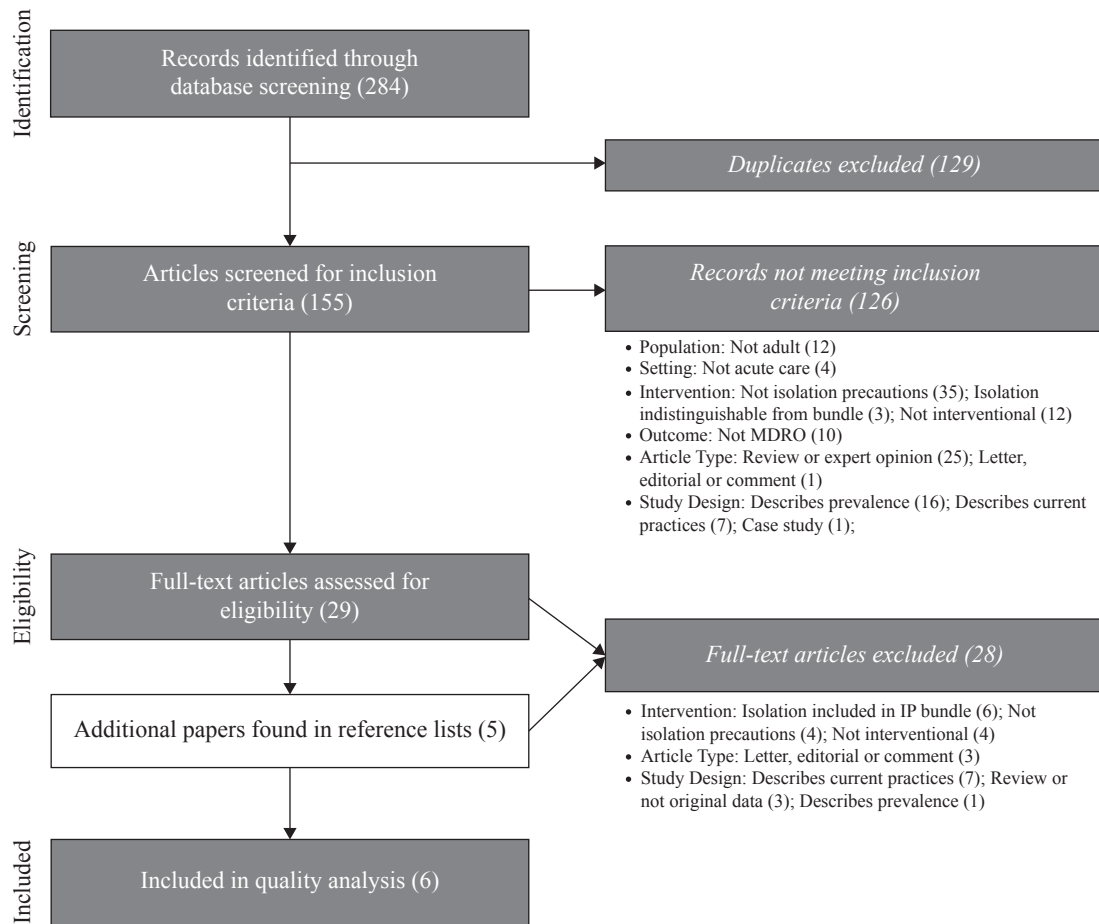 Identification
Records identified through
database screening (284)
Duplicates excluded (129)
Screening
Articles screened for inclusion
criteria (155)
Records not meeting inclusion
criteria (126)
• Population: Not adult (12)
• Setting: Not acute care (4)
• Intervention: Not isolation precautions (35); Isolation
indistinguishable from bundle (3); Not interventional (12)
• Outcome: Not MDRO (10)
• Article Type: Review or expert opinion (25); Letter,
editorial or comment (1)
• Study Design: Describes prevalence (16); Describes current
practices (7); Case study (1);
Eligibility
Full-text articles assessed for
eligibility (29)
Additional papers found in reference lists (5)
Full-text articles excluded (28)
• Intervention: Isolation included in IP bundle (6); Not
isolation precautions (4); Not interventional (4)
• Article Type: Letter, editorial or comment (3)
• Study Design: Describes current practices (7); Review or
not original data (3); Describes prevalence (1)
Included
Included in quality analysis (6)